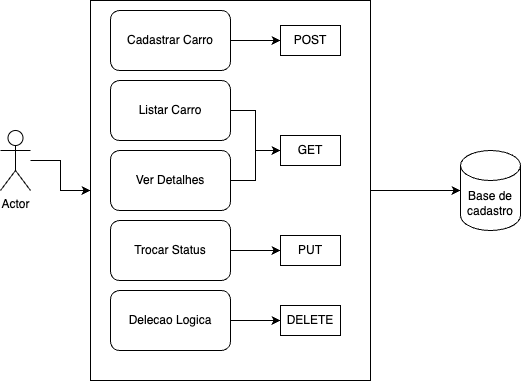 Cadastrar Carro
POST
Listar Carro
GET
Ver Detalhes
Actor
Base de
cadastro
Trocar Status
PUT
Delecao Logica
DELETE